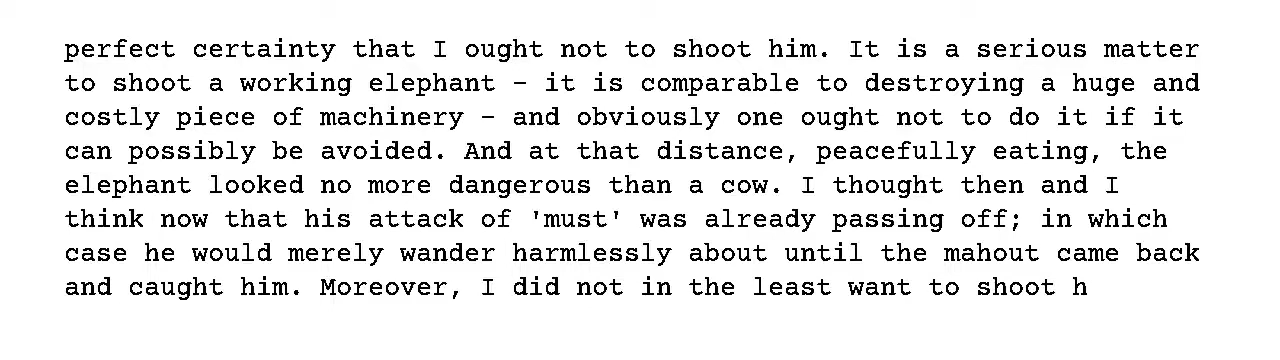 perfect certainty that I ought not to shoot him. It is a serious matter
to shoot a working elephant – it is comparable to destroying a huge and
costly piece of machinery – and obviously one ought not to do it if it
can possibly be avoided. And at that distance, peacefully eating, the
elephant looked no more dangerous than a cow. I thought then and I
think now that his attack of 'must' was already passing off; in which
case he would merely wander harmlessly about until the mahout came back
and caught him. Moreover, I did not in the least want to shoot h